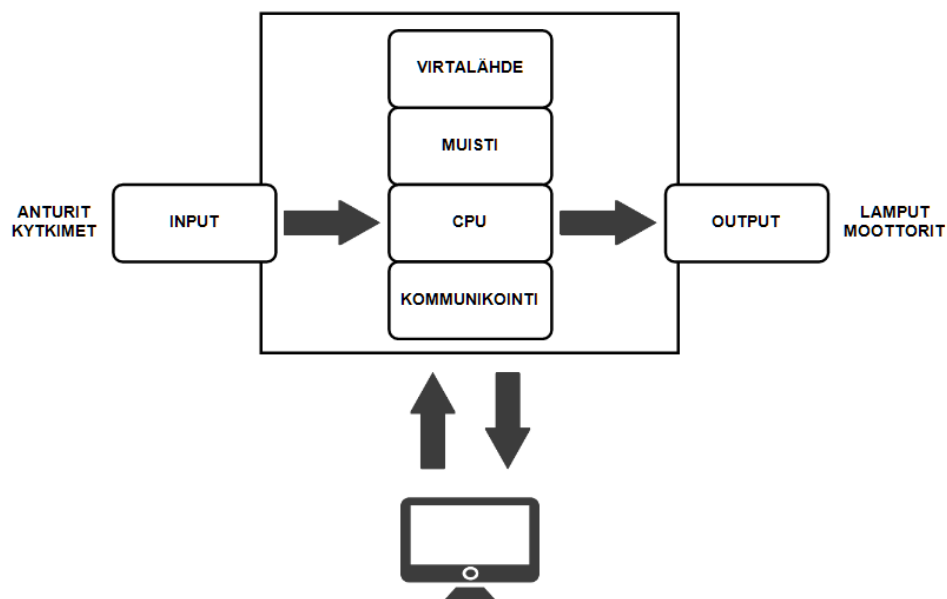 VIRTALÄHDE
MUISTI
ANTURIT
KYTKIMET
INPUT
CPU
OUTPUT
LAMPUT
MOOTTORIT
KOMMUNIKOINTI